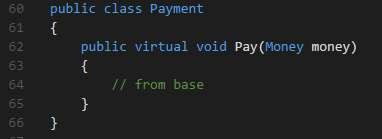 60 public class Payment
61 {
62 public virtual void Pay(Money money)
63 {
64 // from base
65 }
66 }